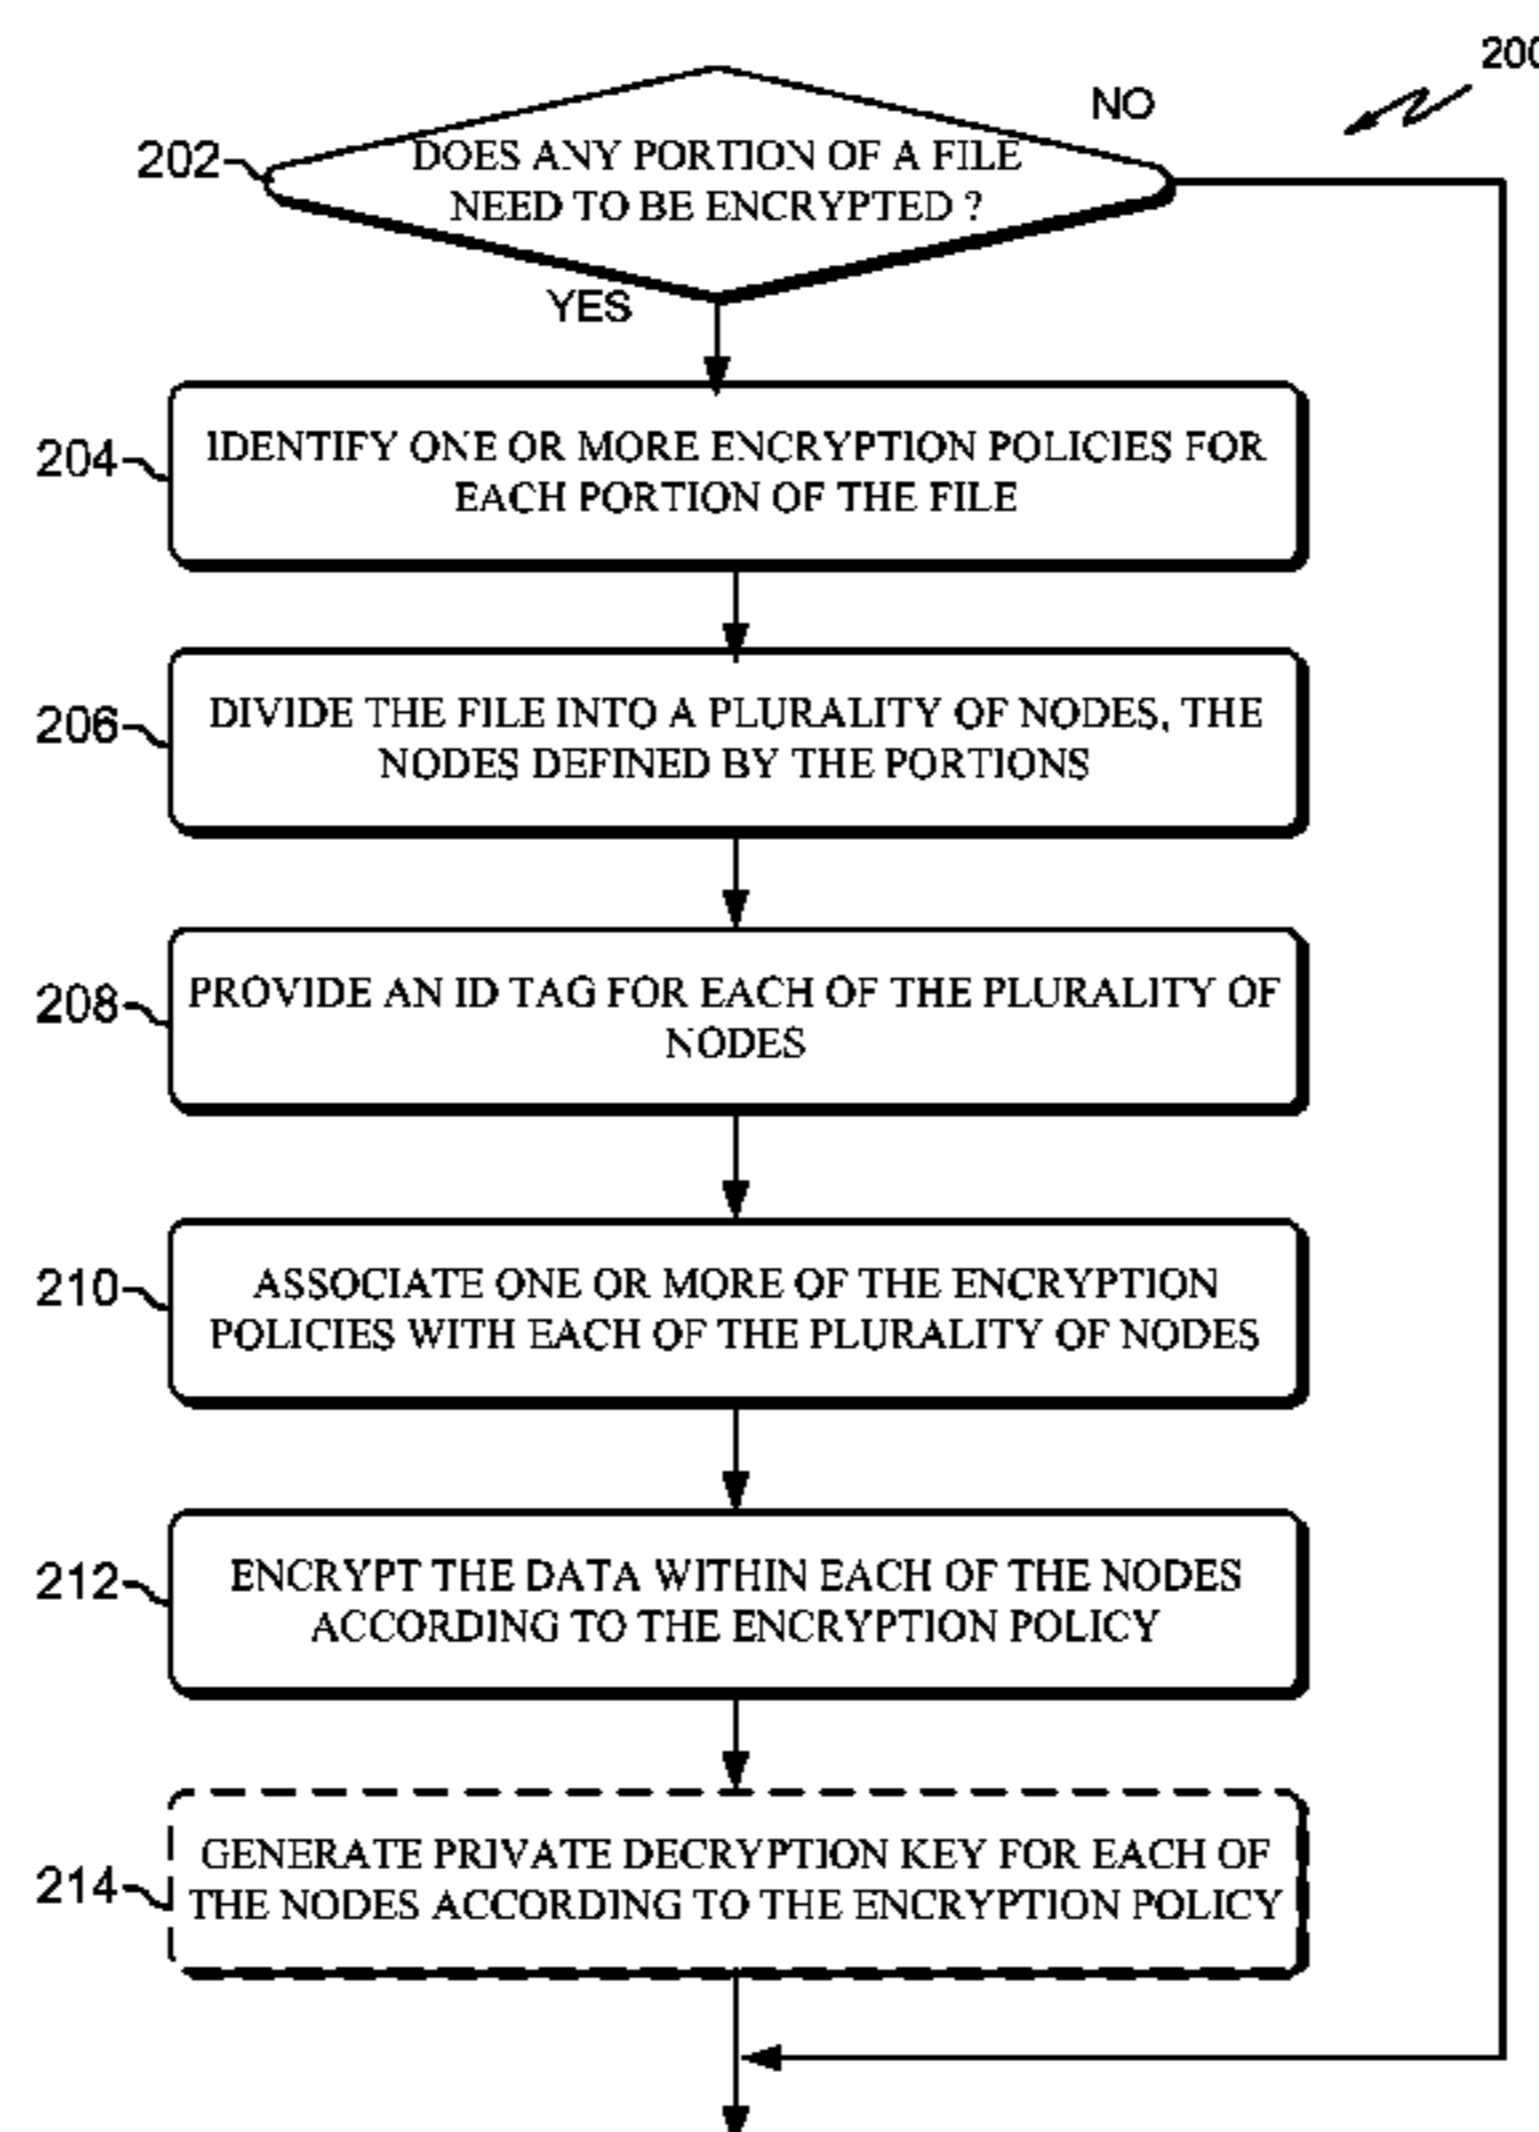 200
NO
202
DOES ANY PORTION OF A FILE
NEED TO BE ENCRYPTED ?
YES
204
IDENTIFY ONE OR MORE ENCRYPTION POLICIES FOR
EACH PORTION OF THE FILE
206
DIVIDE THE FILE INTO A PLURALITY OF NODES, THE
NODES DEFINED BY THE PORTIONS
208
PROVIDE AN ID TAG FOR EACH OF THE PLURALITY OF
NODES
210
ASSOCIATE ONE OR MORE OF THE ENCRYPTION
POLICIES WITH EACH OF THE PLURALITY OF NODES
212
ENCRYPT THE DATA WITHIN EACH OF THE NODES
ACCORDING TO THE ENCRYPTION POLICY
214
GENERATE PRIVATE DECRYPTION KEY FOR EACH OF
THE NODES ACCORDING TO THE ENCRYPTION POLICY